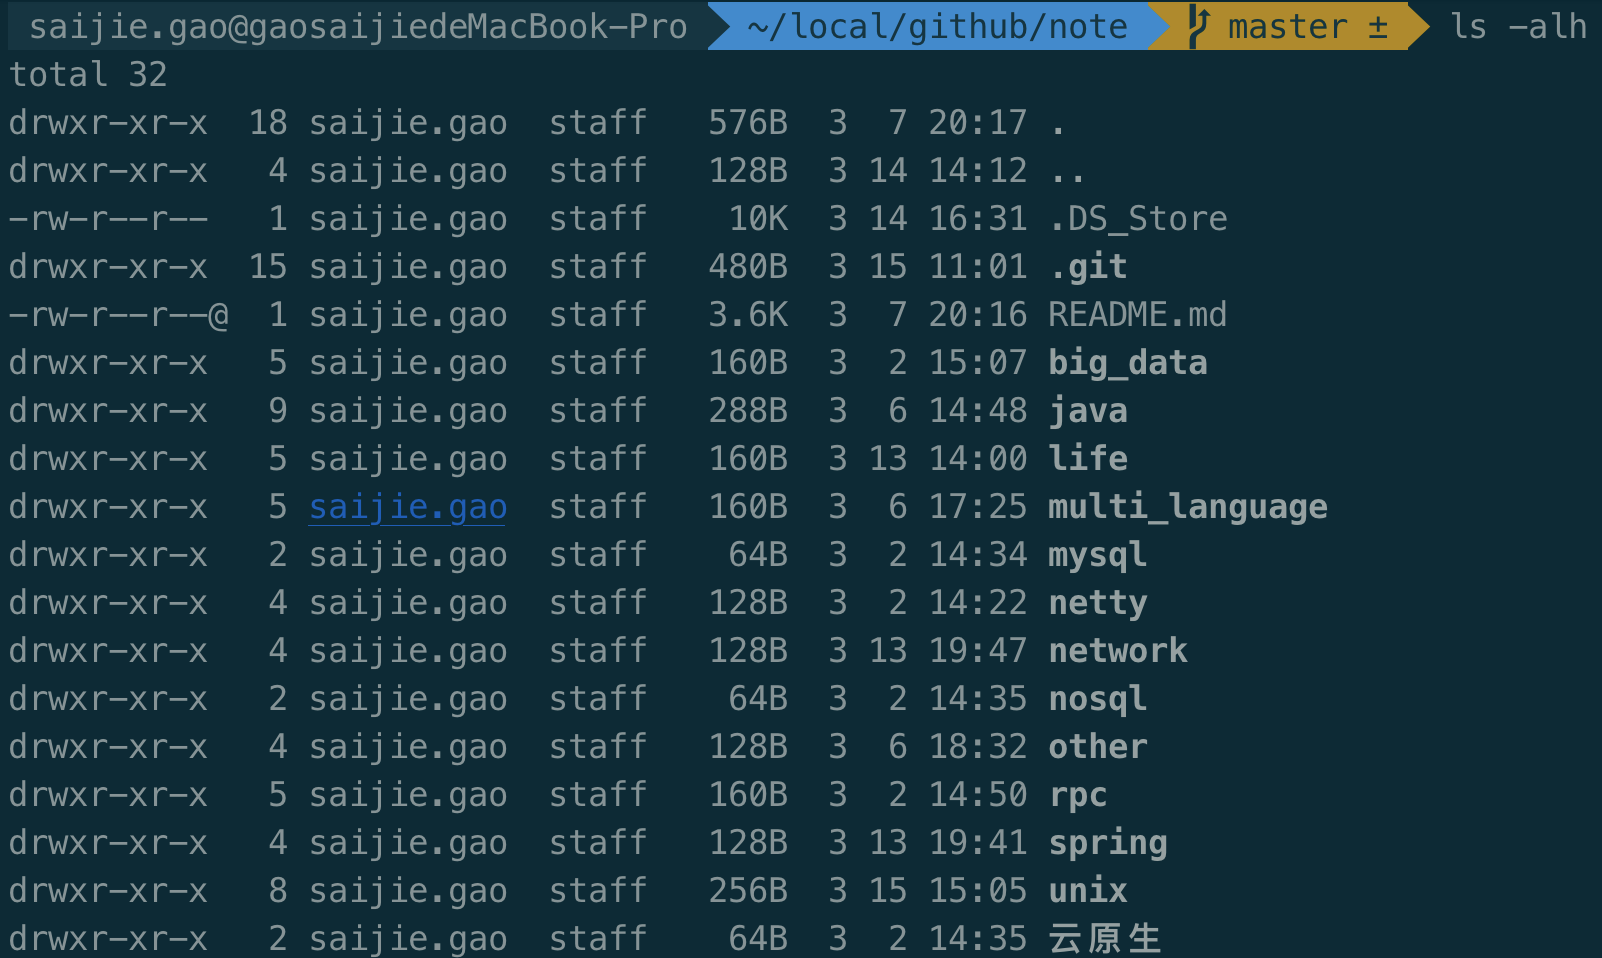 saijie.gao@gaosaijiedeMacBook-Pro ~/local/github/note master ± ls -alh
total 32
drwxr-xr-x 18 saijie.gao staff 576B 3 7 20:17 .
drwxr-xr-x 4 saijie.gao staff 128B 3 14 14:12 ..
-rw-r--r-- 1 saijie.gao staff 10K 3 14 16:31 .DS_Store
drwxr-xr-x 15 saijie.gao staff 480B 3 15 11:01 .git
-rw-r--r--@ 1 saijie.gao staff 3.6K 3 7 20:16 README.md
drwxr-xr-x 5 saijie.gao staff 160B 3 2 15:07 big_data
drwxr-xr-x 9 saijie.gao staff 288B 3 6 14:48 java
drwxr-xr-x 5 saijie.gao staff 160B 3 13 14:00 life
drwxr-xr-x 5 saijie.gao staff 160B 3 6 17:25 multi_language
drwxr-xr-x 2 saijie.gao staff 64B 3 2 14:34 mysql
drwxr-xr-x 4 saijie.gao staff 128B 3 2 14:22 netty
drwxr-xr-x 4 saijie.gao staff 128B 3 13 19:47 network
drwxr-xr-x 2 saijie.gao staff 64B 3 2 14:35 nosql
drwxr-xr-x 4 saijie.gao staff 128B 3 6 18:32 other
drwxr-xr-x 5 saijie.gao staff 160B 3 2 14:50 rpc
drwxr-xr-x 4 saijie.gao staff 128B 3 13 19:41 spring
drwxr-xr-x 8 saijie.gao staff 256B 3 15 15:05 unix
drwxr-xr-x 2 saijie.gao staff 64B 3 2 14:35 云原生